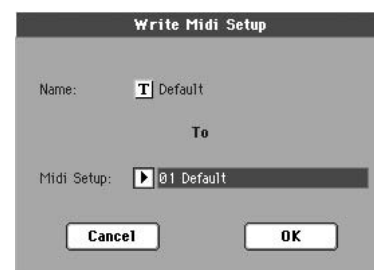 Write Midi Setup
Name: T Default
To
Midi Setup: 01 Default
Cancel OK